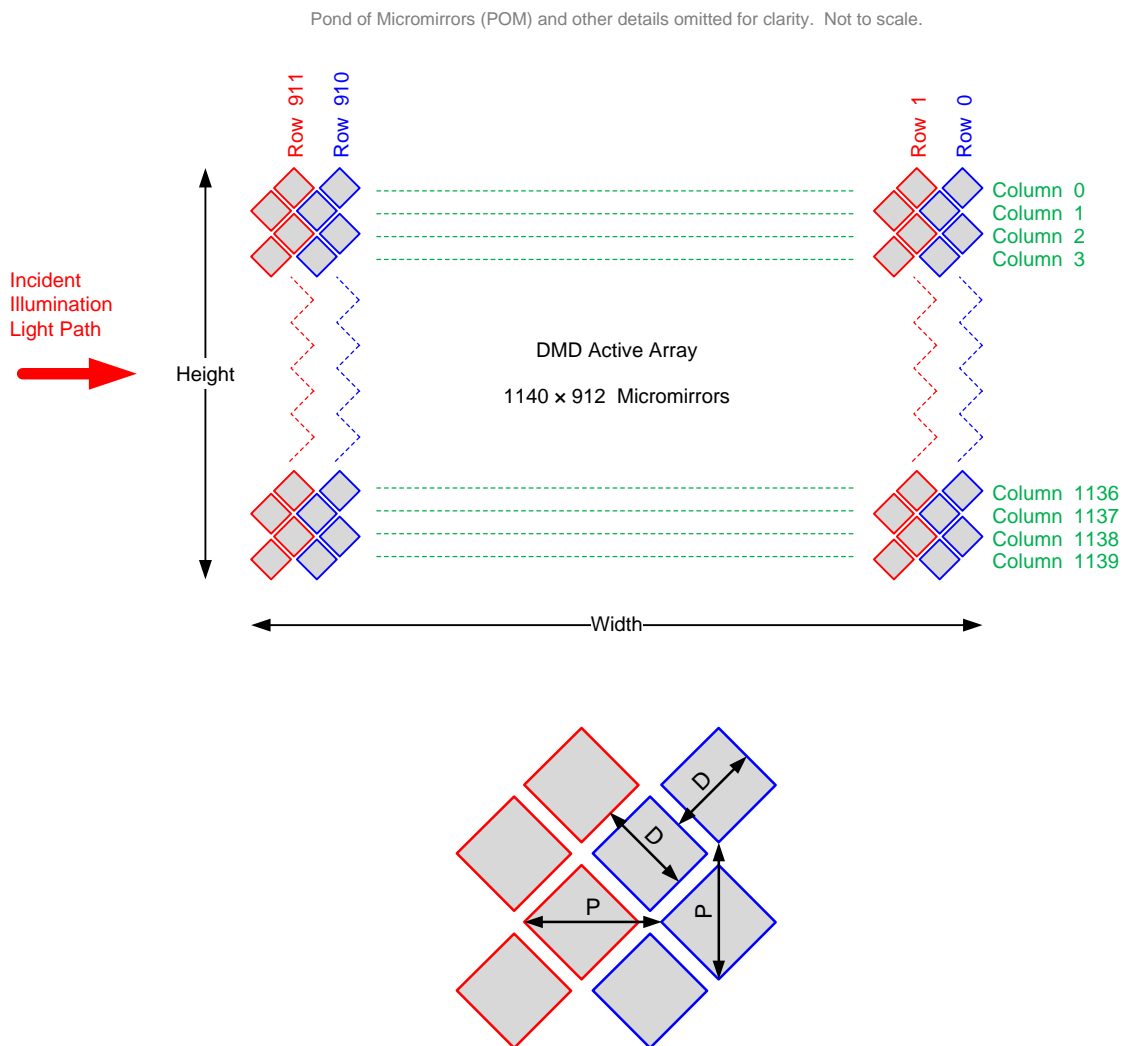 Pond of Micromirrors (POM) and other details omitted for clarity.  Not to scale.
Row 911
Row 910
Row 1
Row 0
Column 0
Column 1
Column 2
Column 3
Incident
Illumination
Light Path
Height
DMD Active Array
1140 × 912 Micromirrors
Column 1136
Column 1137
Column 1138
Column 1139
Width
D
D
P
P